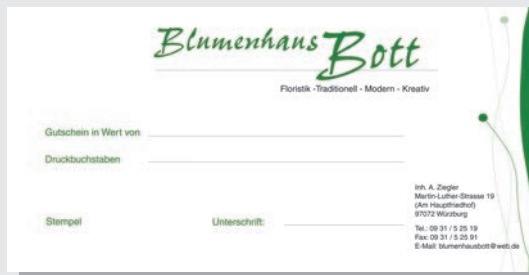 Blumenhaus Bott
Floristik -Traditionell - Modern - Kreativ
Gutschein in Wert von
Druckbuchstaben
Inh. A. Ziegler
Martin-Luther-Strasse 19
(Am Hauptfriedhof)
97072 Würzburg
Stempel
Unterschrift:
Tel.: 09 31 / 5 25 19
Fax: 09 31 / 5 25 91
E-Mail: blumenhausbott@web.de